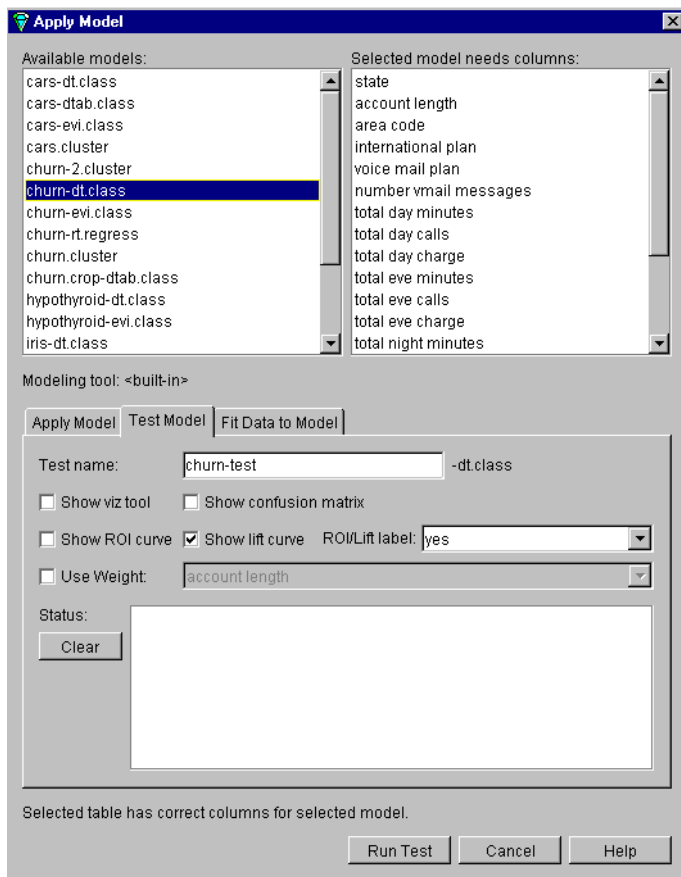 Apply Model
Available models:
cars-dt.class
cars-dtab.class
cars-evi.class
cars.cluster
churn-2.cluster
churn-dt.class
churn-evi.class
churn-rt.regress
churn.cluster
churn.crop-dtab.class
hypothyroid-dt.class
hypothyroid-evi.class
iris-dt.class
Selected model needs columns:
state
account length
area code
international plan
voice mail plan
number vmail messages
total day minutes
total day calls
total day charge
total eve minutes
total eve calls
total eve charge
total night minutes
Modeling tool: <built-in>
Apply Model Test Model Fit Data to Model
Test name: churn-test -dt.class
Show viz tool Show confusion matrix
Show ROI curve Show lift curve ROI/Lift label: yes
Use Weight: account length
Status:
Clear
Selected table has correct columns for selected model.
Run Test Cancel Help